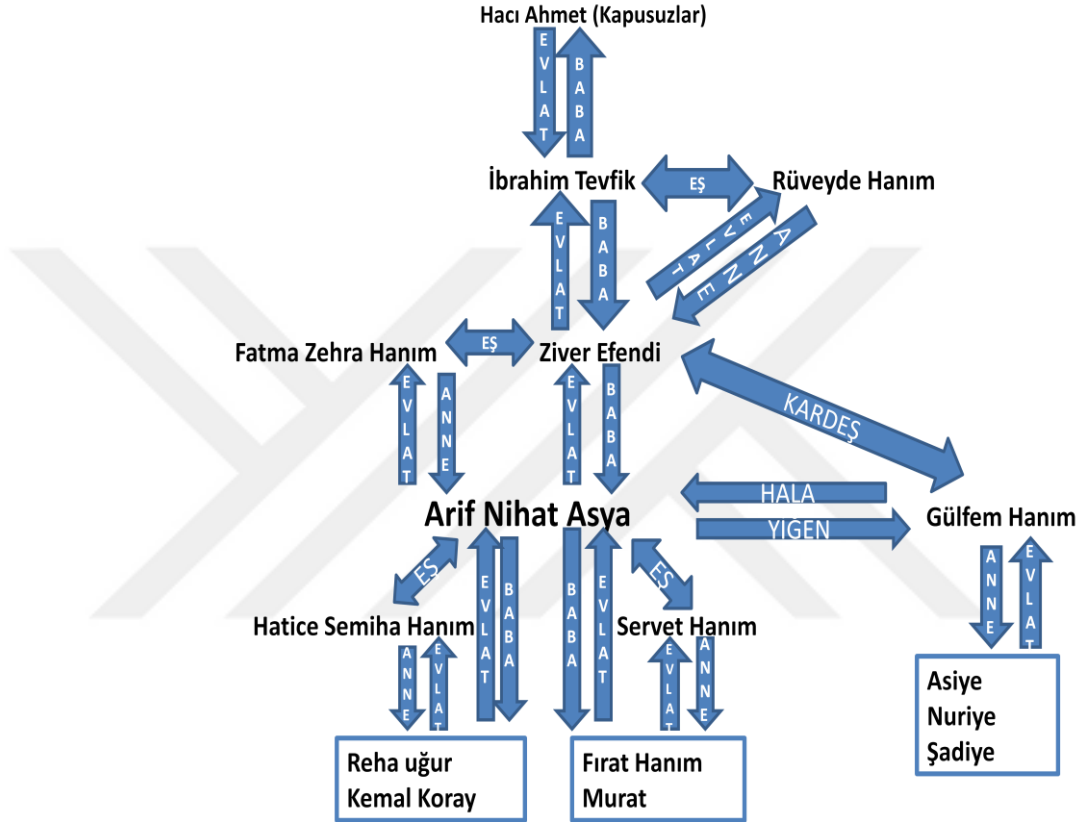 Hacı Ahmet (Kapusuzlar)
EVLAT
BABA
İbrahim Tevfik
EŞ
Rüveyde Hanım
EVLAT
BABA
EVLAT
ANNE
Fatma Zehra Hanım
EŞ
Ziver Efendi
EVLAT
ANNE
EVLAT
BABA
KARDEŞ
HALA
Arif Nihat Asya
YİĞEN
Gülfem Hanım
EŞ
EVLAT
BABA
BABA
EVLAT
EŞ
ANNE
EVLAT
Hatice Semiha Hanım
Servet Hanım
ANNE
EVLAT
EVLAT
ANNE
Asiye
Nuriye
Şadiye
Reha uğur
Kemal Koray
Fırat Hanım
Murat